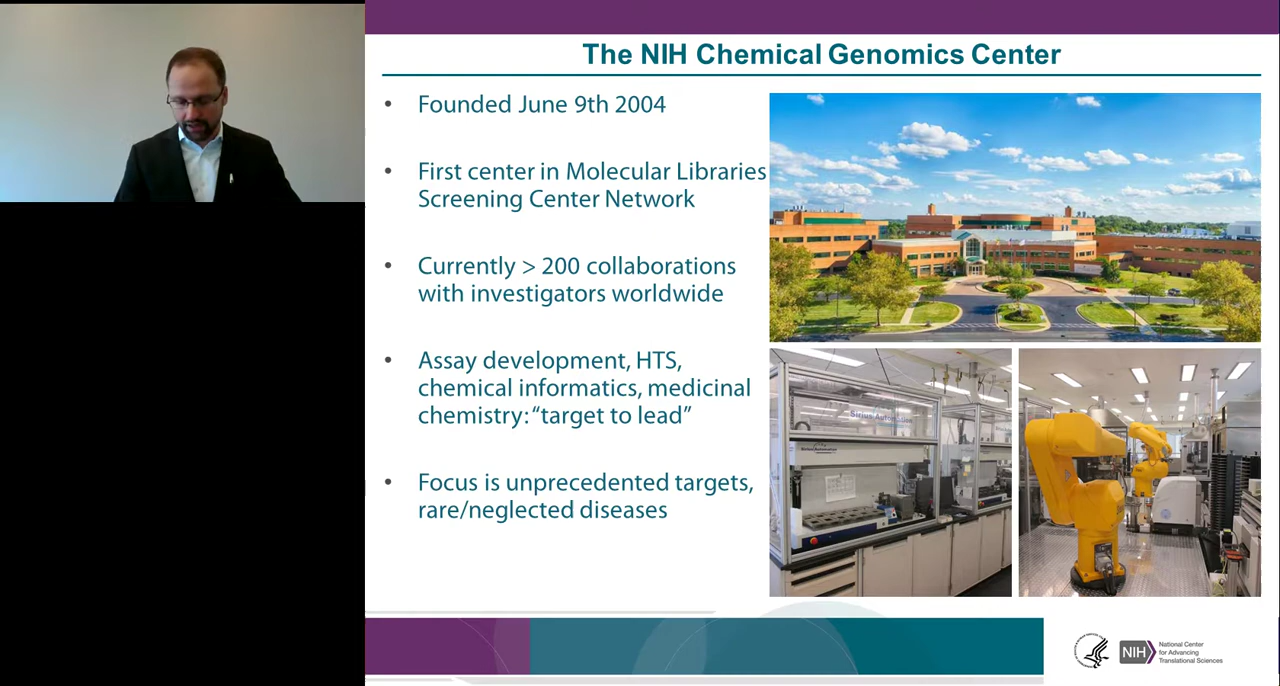 The NIH Chemical Genomics Center
• Founded June 9th 2004
• First center in Molecular Libraries
Screening Center Network
• Currently > 200 collaborations
with investigators worldwide
• Assay development, HTS,
chemical informatics, medicinal
chemistry: “target to lead”
• Focus is unprecedented targets,
rare/neglected diseases
Sirius Automation
NIH
National Center
for Advancing
Translational Sciences